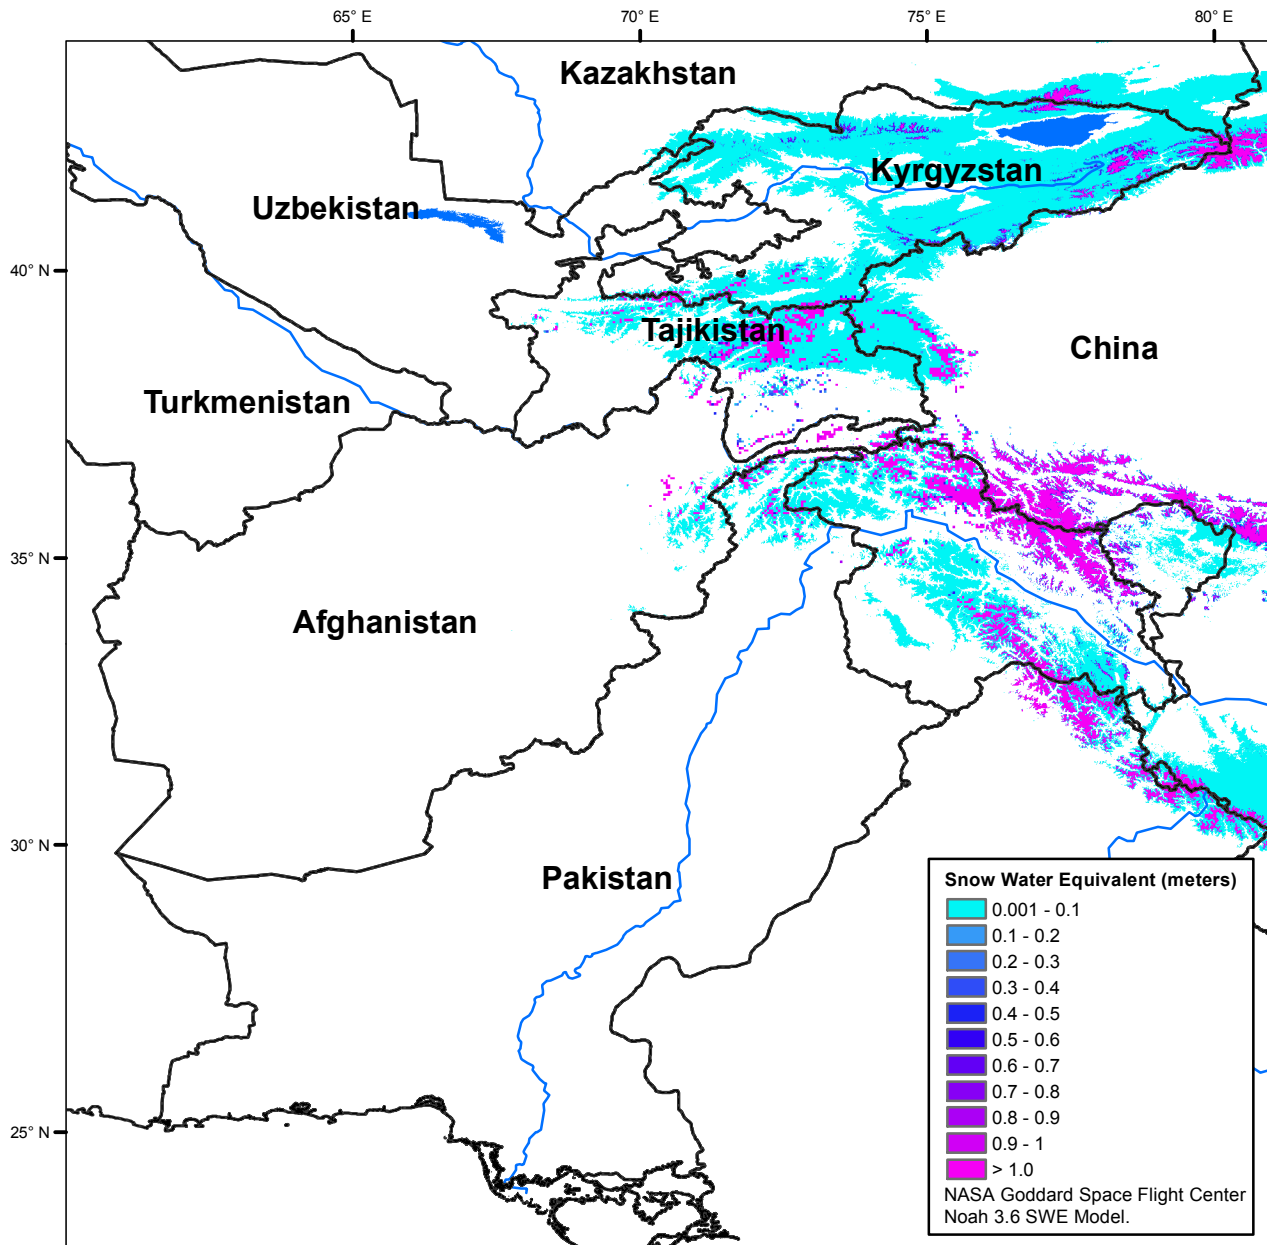 65° E
70° E
75° E
80° E
Kazakhstan
Kyrgyzstan
Uzbekistan
40° N
Tajikistan
China
Turkmenistan
35° N
Afghanistan
30° N
Pakistan
25° N
Snow Water Equivalent (meters)
0.001 - 0.1
0.1 - 0.2
0.2 - 0.3
0.3 - 0.4
0.4 - 0.5
0.5 - 0.6
0.6 - 0.7
0.7 - 0.8
0.8 - 0.9
0.9 - 1
> 1.0
NASA Goddard Space Flight Center
Noah 3.6 SWE Model.